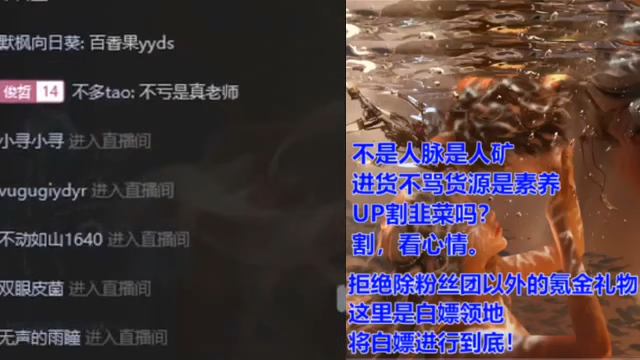 默枫向日葵: 百香果yyds
俊哲 14 不多tao: 不亏是真老师
小寻小寻 进入直播间
vugugiydyr 进入直播间
不动如山1640 进入直播间
双眼皮菌 进入直播间
无声的雨瞳 进入直播间
不是人脉是人矿
进货不骂货源是素养
UP割韭菜吗?
割，看心情。
拒绝除粉丝团以外的氪金礼物
这里是白嫖领地
将白嫖进行到底!